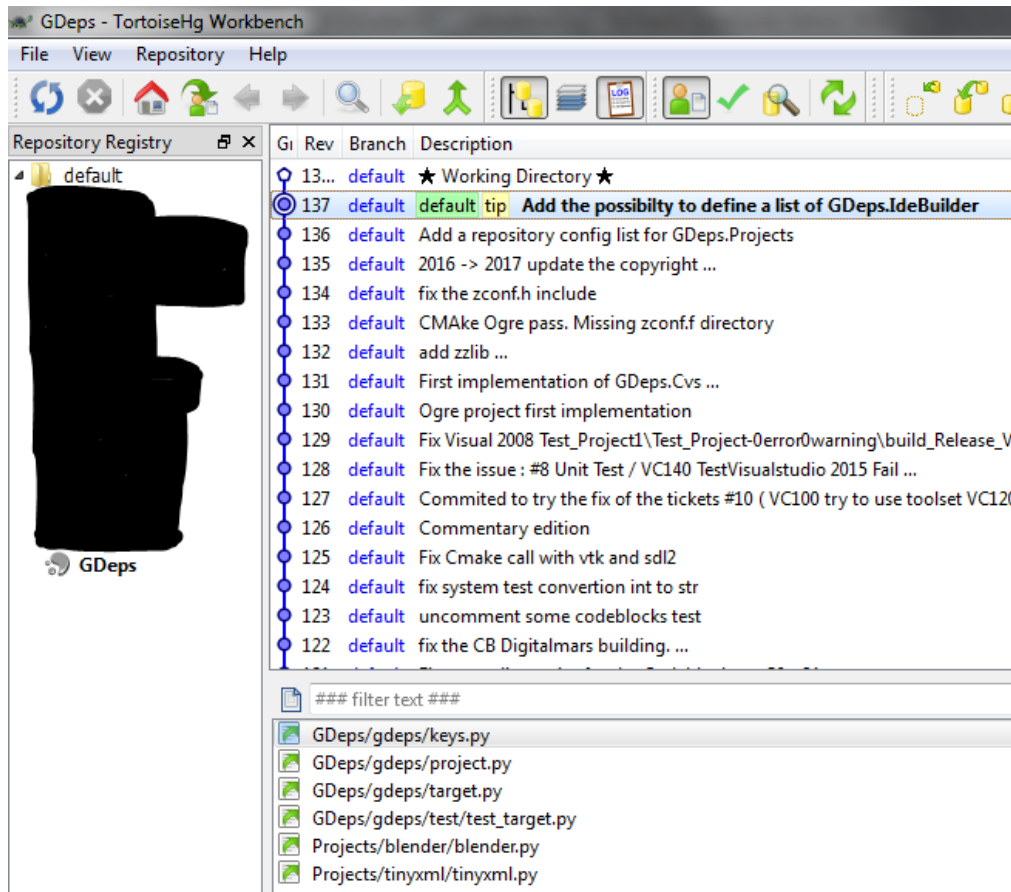 GDeps - TortoiseHg Workbench
File View Repository Help
LOG
Repository Registry
default
GDeps
Rev Branch Description
13... default ★ Working Directory ★
137 default default tip Add the possibilty to define a list of GDeps.IdeBuilder
136 default Add a repository config list for GDeps.Projects
135 default 2016 -> 2017 update the copyright ...
134 default fix the zconf.h include
133 default CMAke Ogre pass. Missing zconf.f directory
132 default add zzlib ...
131 default First implementation of GDeps.Cvs ...
130 default Ogre project first implementation
129 default Fix Visual 2008 Test_Project1\Test_Project-0error0warning\build_Release_V
128 default Fix the issue : #8 Unit Test / VC140 TestVisualstudio 2015 Fail ...
127 default Commited to try the fix of the tickets #10 ( VC100 try to use toolset VC120
126 default Commentary edition
125 default Fix Cmake call with vtk and sdl2
124 default fix system test convertion int to str
123 default uncomment some codeblocks test
122 default fix the CB Digitalmars building. ...
### filter text ###
GDeps/gdeps/keys.py
GDeps/gdeps/project.py
GDeps/gdeps/target.py
GDeps/gdeps/test/test_target.py
Projects/blender/blender.py
Projects/tinyxml/tinyxml.py